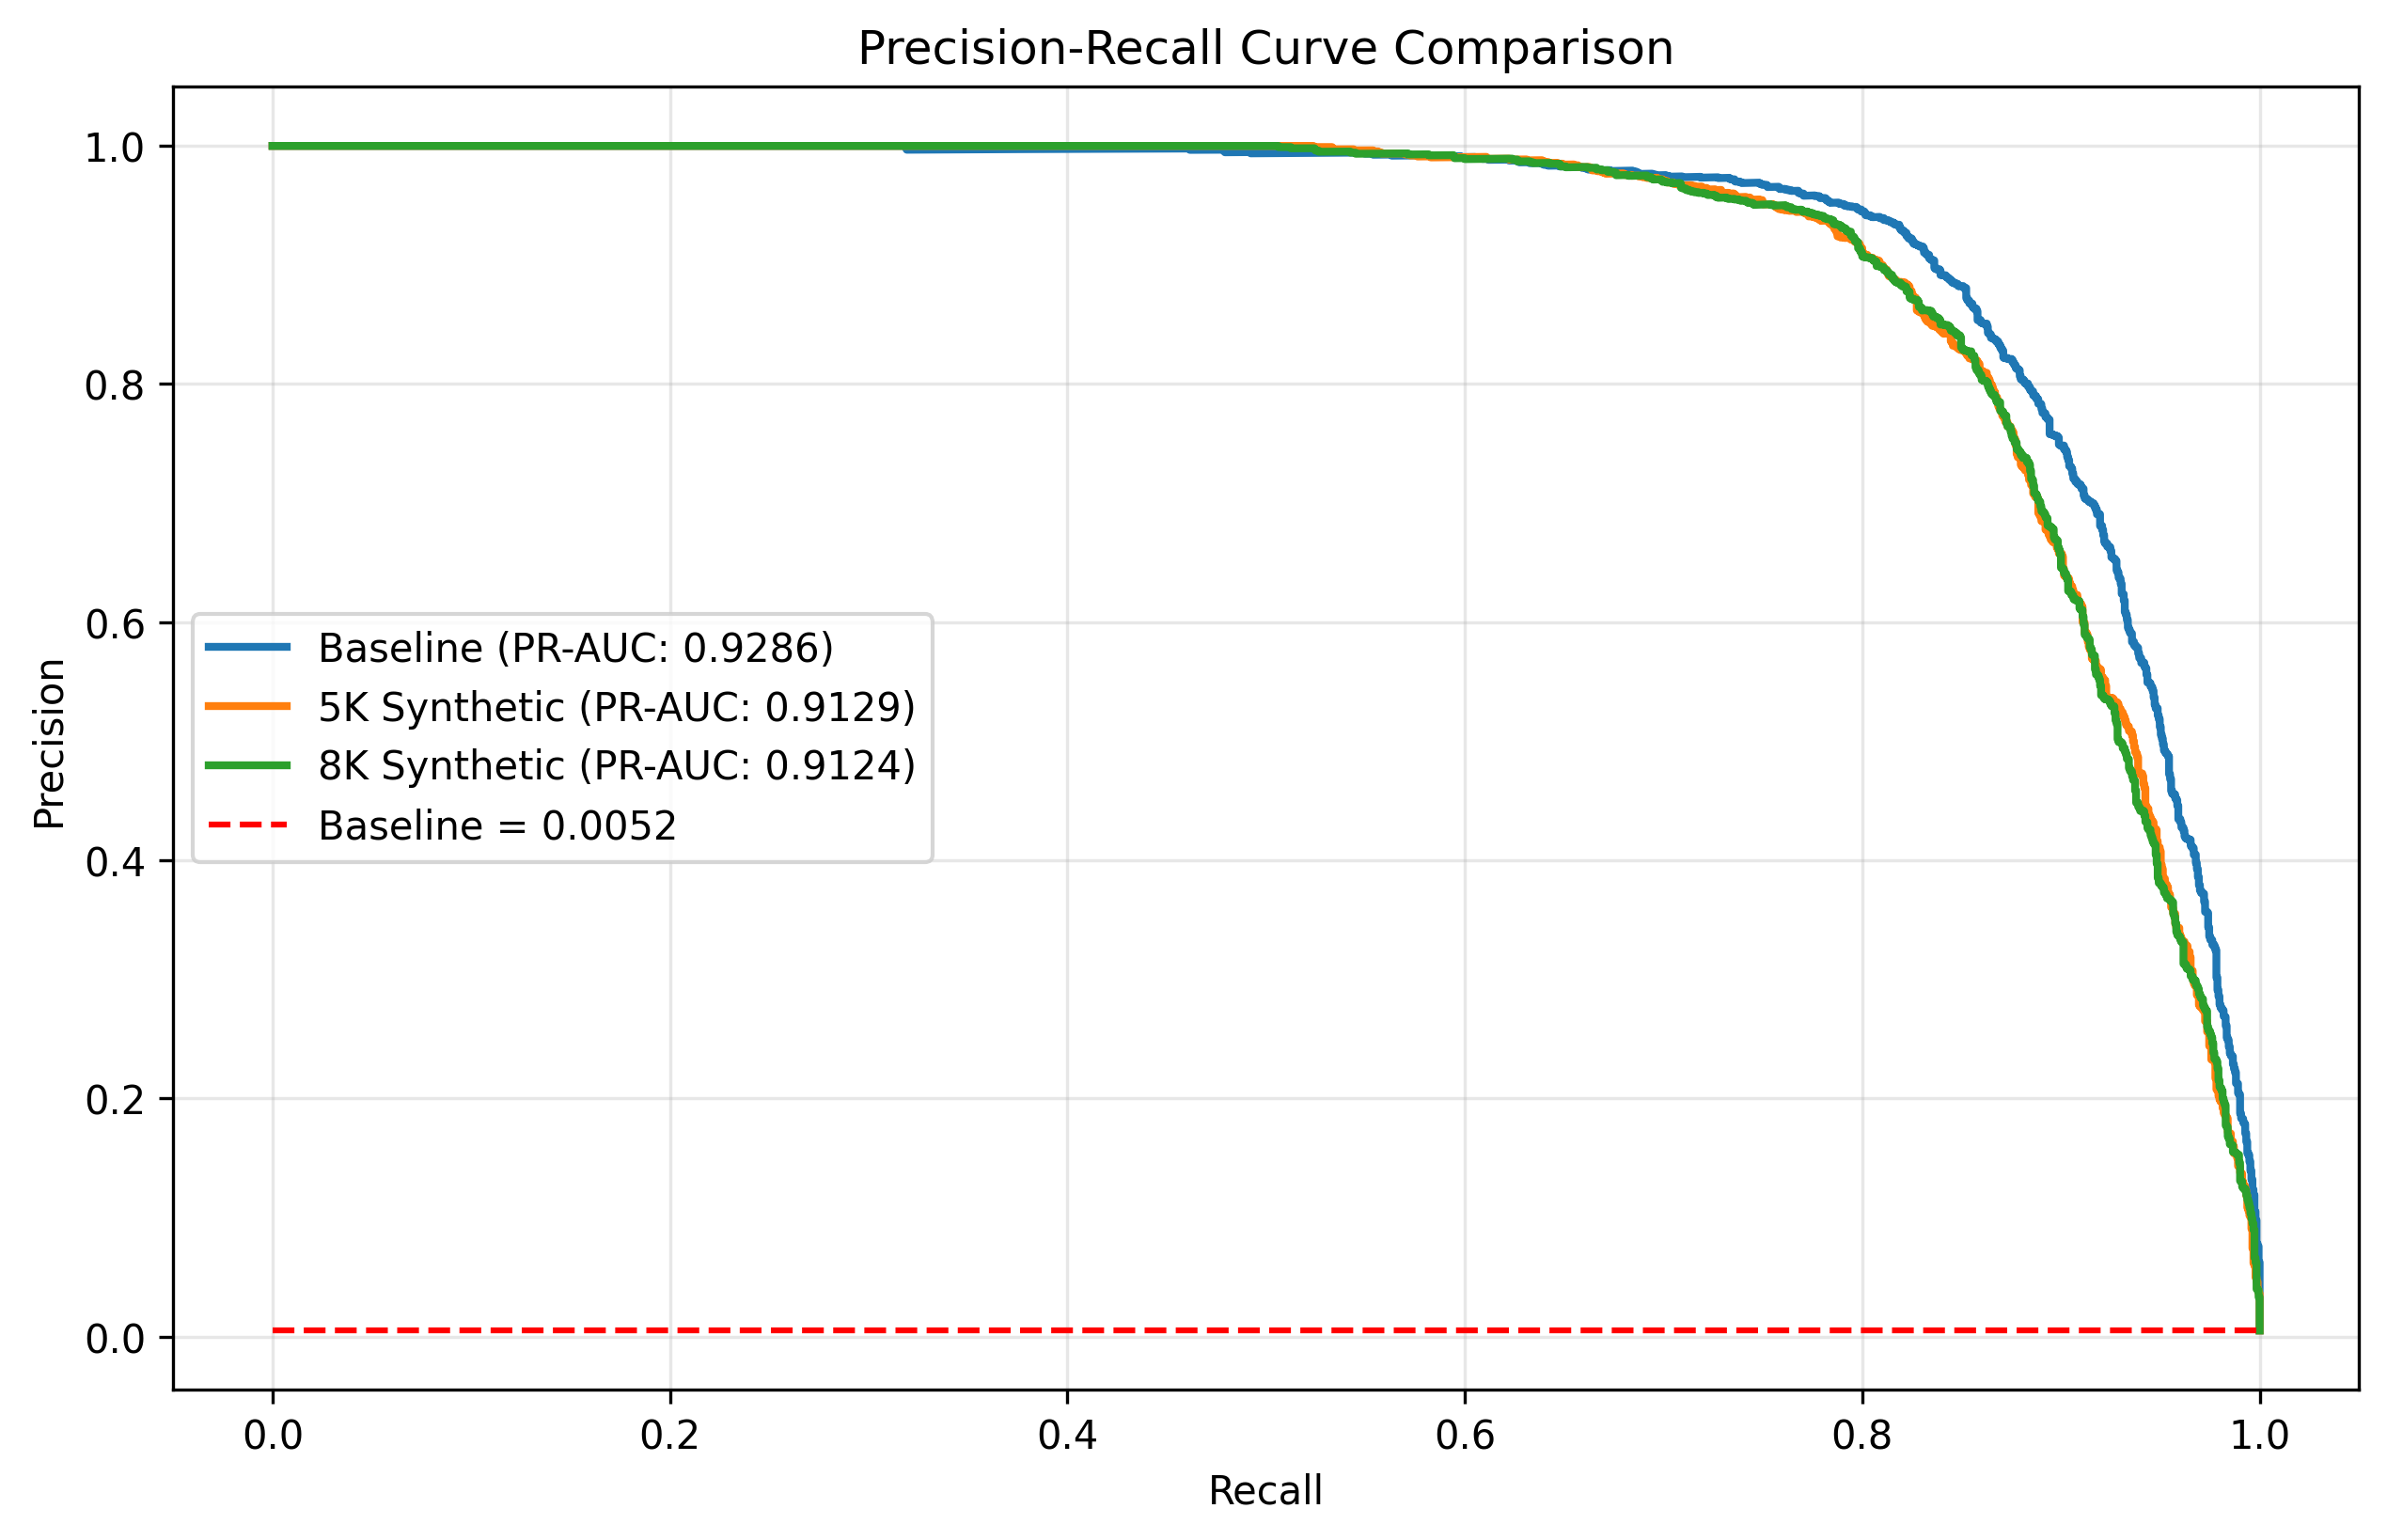 Precision-Recall Curve Comparison
1.0
0.8
0.6
0.4
0.2
0.0
Precision
Baseline (PR-AUC: 0.9286)
5K Synthetic (PR-AUC: 0.9129)
8K Synthetic (PR-AUC: 0.9124)
Baseline = 0.0052
0.0 0.2 0.4 0.6 0.8 1.0
Recall